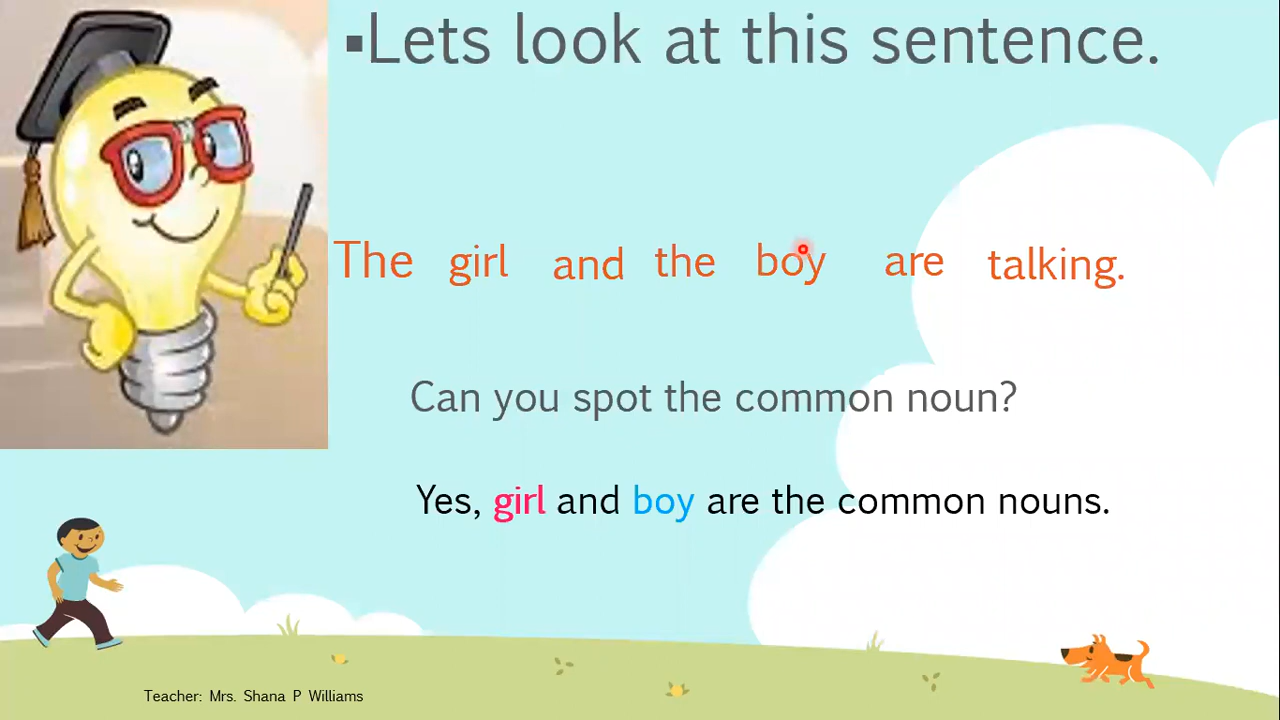 ▪Lets look at this sentence.
The girl and the boy are talking.
Can you spot the common noun?
Yes, girl and boy are the common nouns.
Teacher: Mrs. Shana P Williams